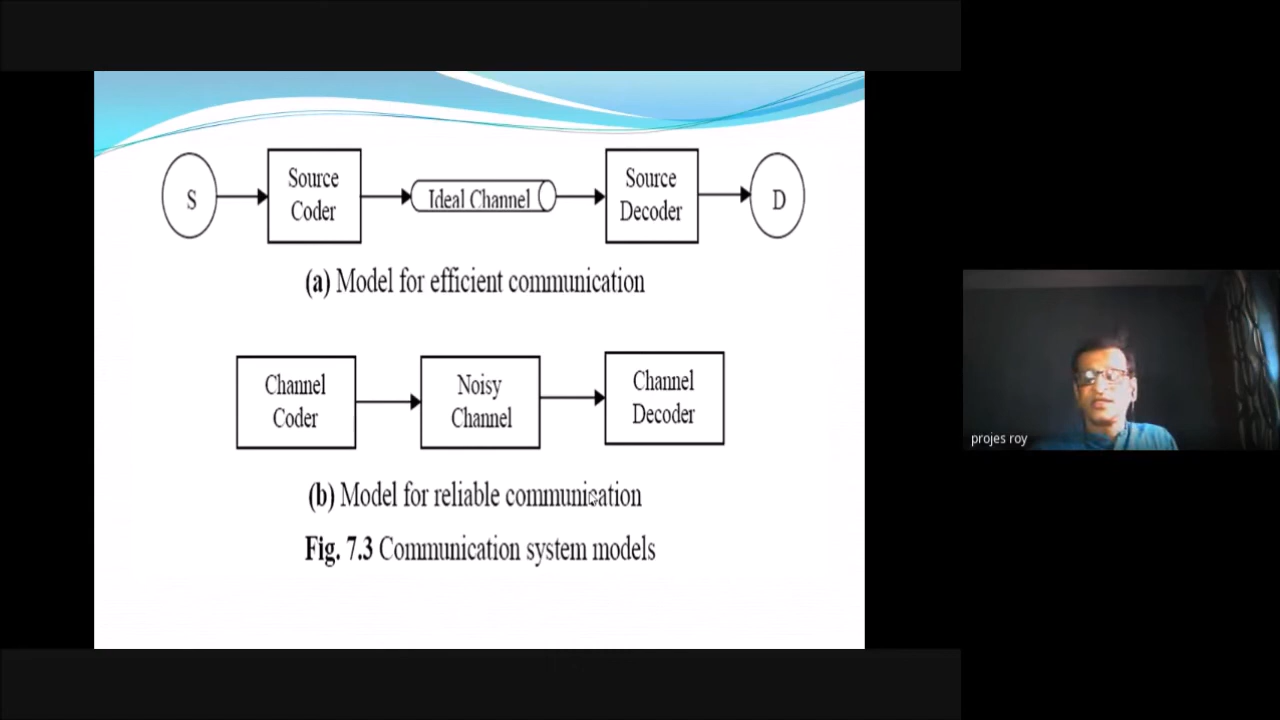 S
Source
Coder
Ideal Channel
Source
Decoder
D
(a) Model for efficient communication
Channel
Coder
Noisy
Channel
Channel
Decoder
(b) Model for reliable communication
Fig. 7.3 Communication system models
projes roy